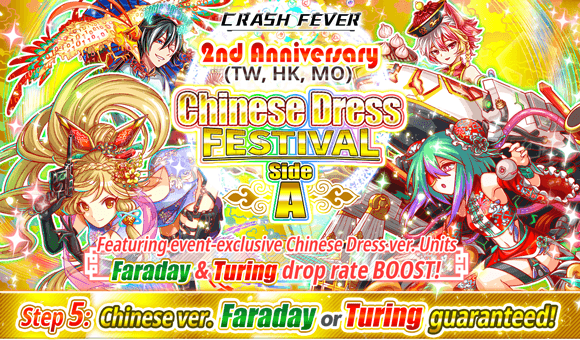 CRASH FEVER
2nd Anniversary
(TW, HK, MO)
Chinese Dress
FESTIVAL
Side
A
Featuring event-exclusive Chinese Dress ver. Units
Faraday & Turing drop rate BOOST!
Step 5: Chinese ver. Faraday or Turing guaranteed!